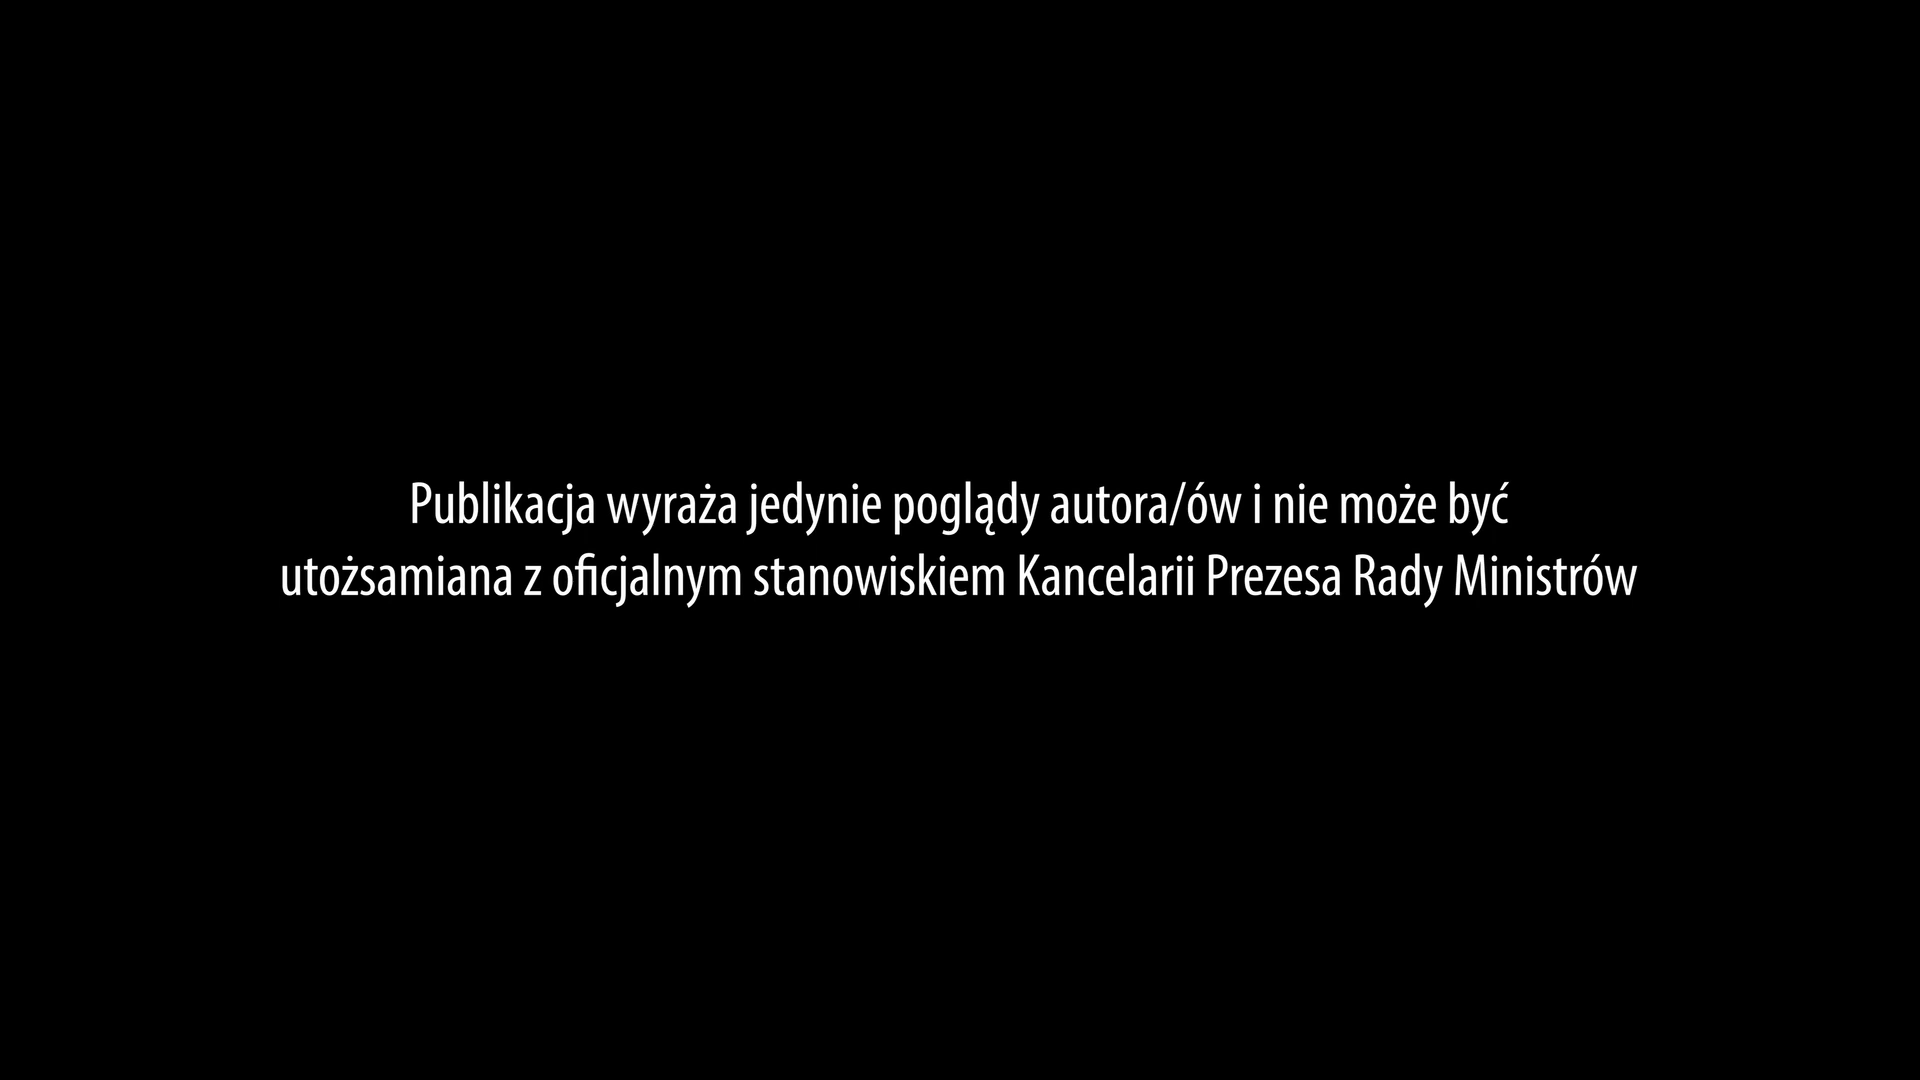 Publikacja wyraża jedynie poglądy autora/ów i nie może być
utożsamiana z oficjalnym stanowiskiem Kancelarii Prezesa Rady Ministrów